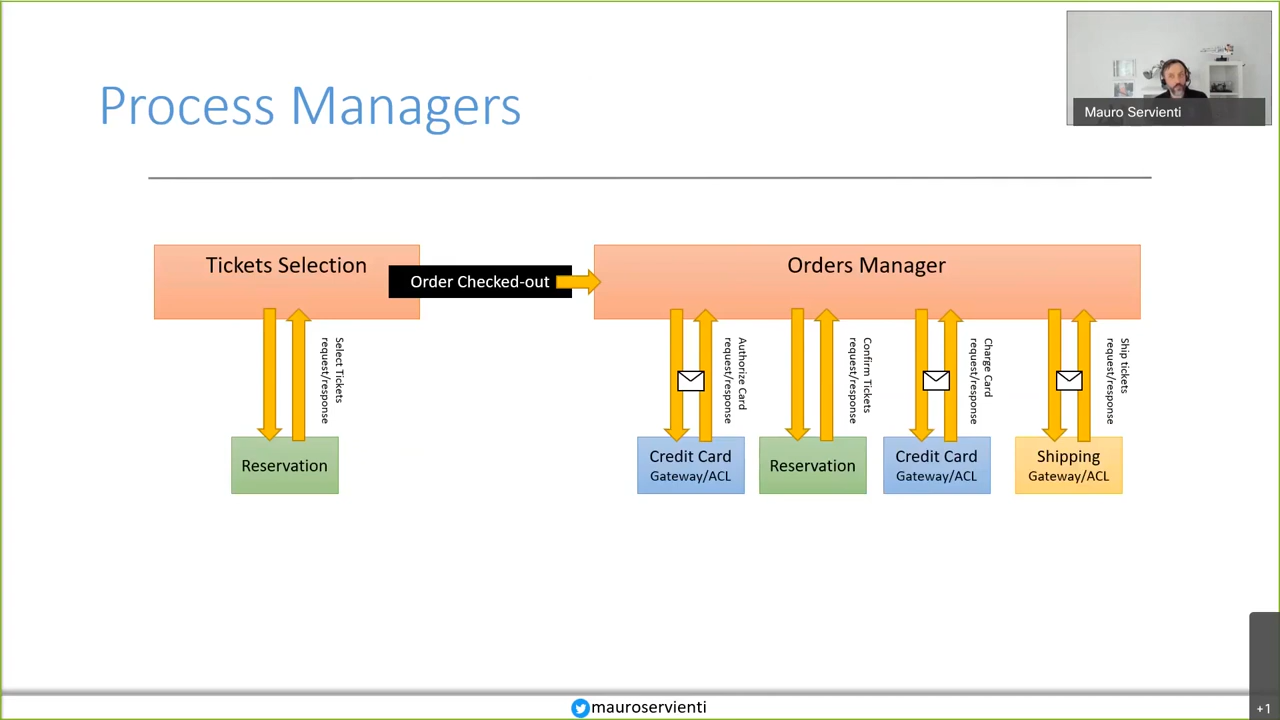 Process Managers
Mauro Servienti
Tickets Selection
Order Checked-out
Orders Manager
Select Tickets
request/response
Authorize Card
request/response
Confirm Tickets
request/response
Charge Card
request/response
Ship tickets
request/response
Reservation
Credit Card
Gateway/ACL
Reservation
Credit Card
Gateway/ACL
Shipping
Gateway/ACL
mauroservienti
+1